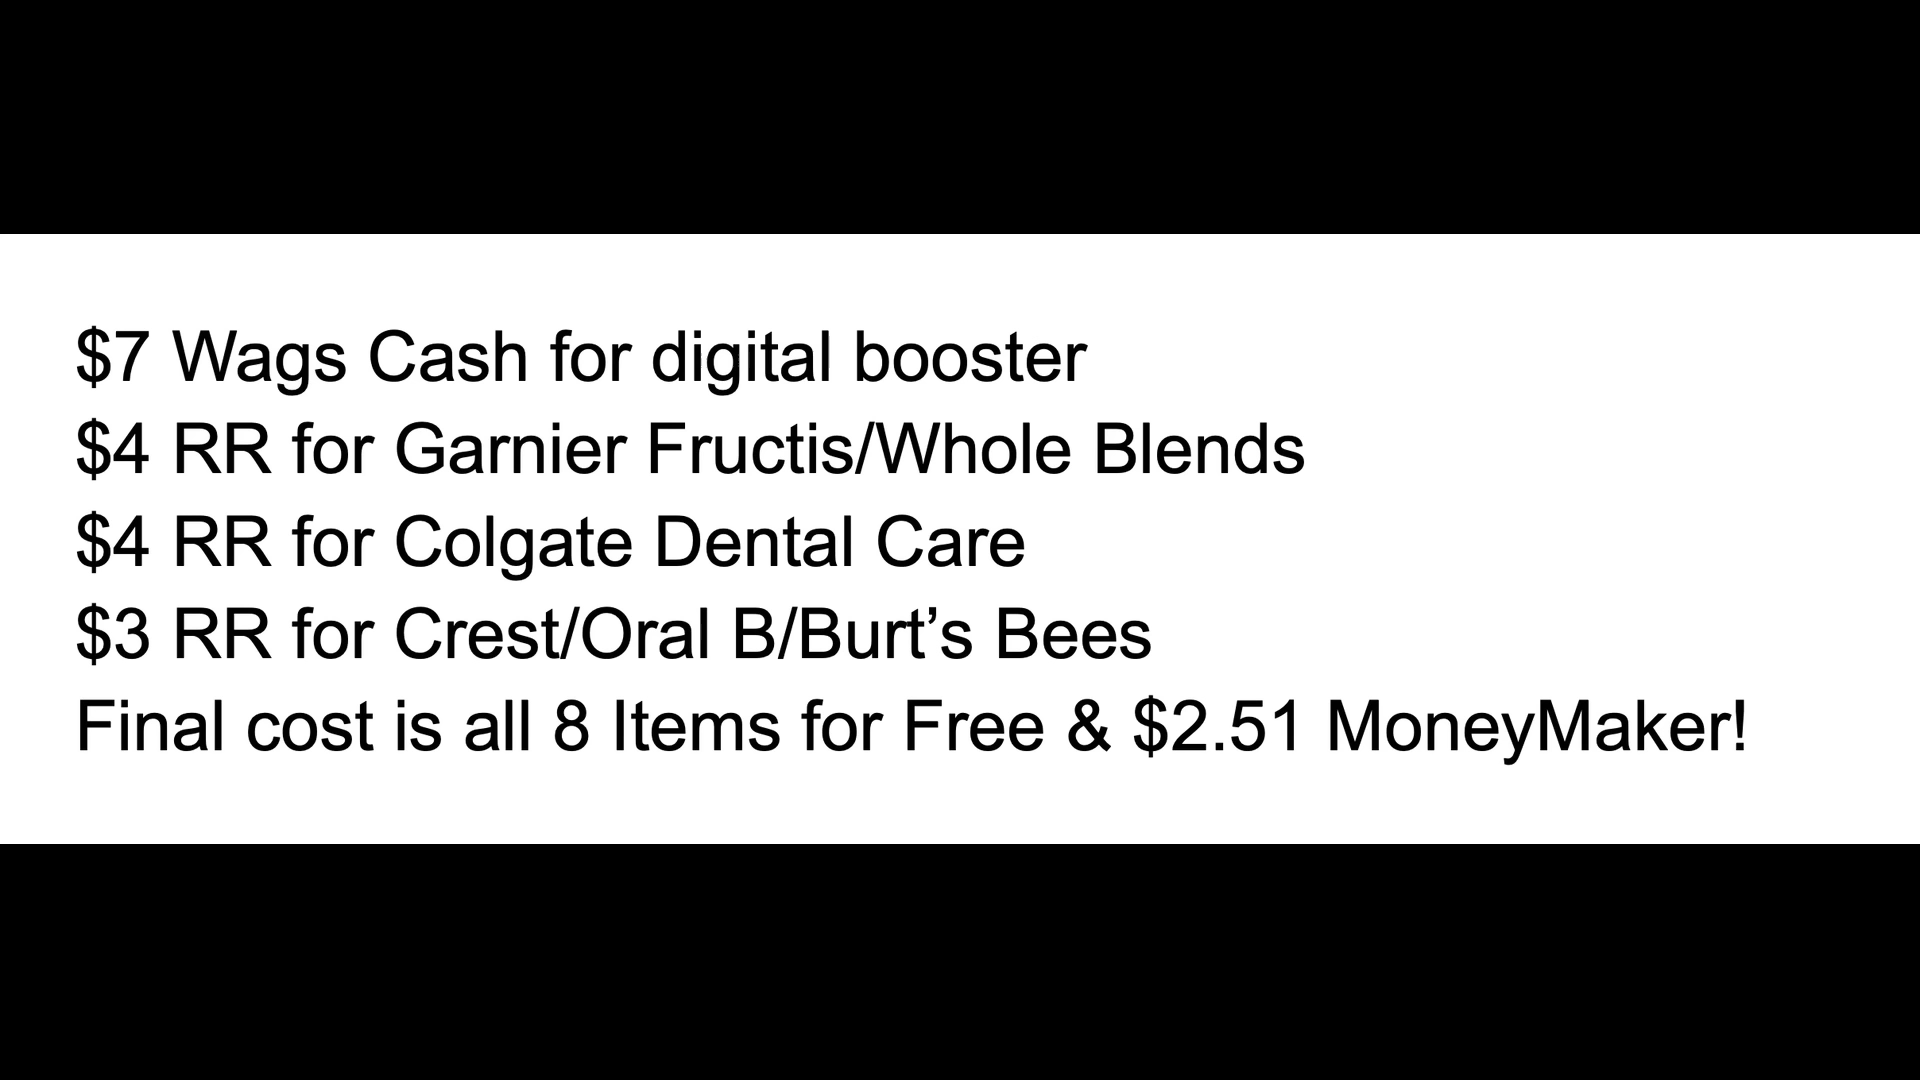 $7 Wags Cash for digital booster
$4 RR for Garnier Fructis/Whole Blends
$4 RR for Colgate Dental Care
$3 RR for Crest/Oral B/Burt’s Bees
Final cost is all 8 Items for Free & $2.51 MoneyMaker!